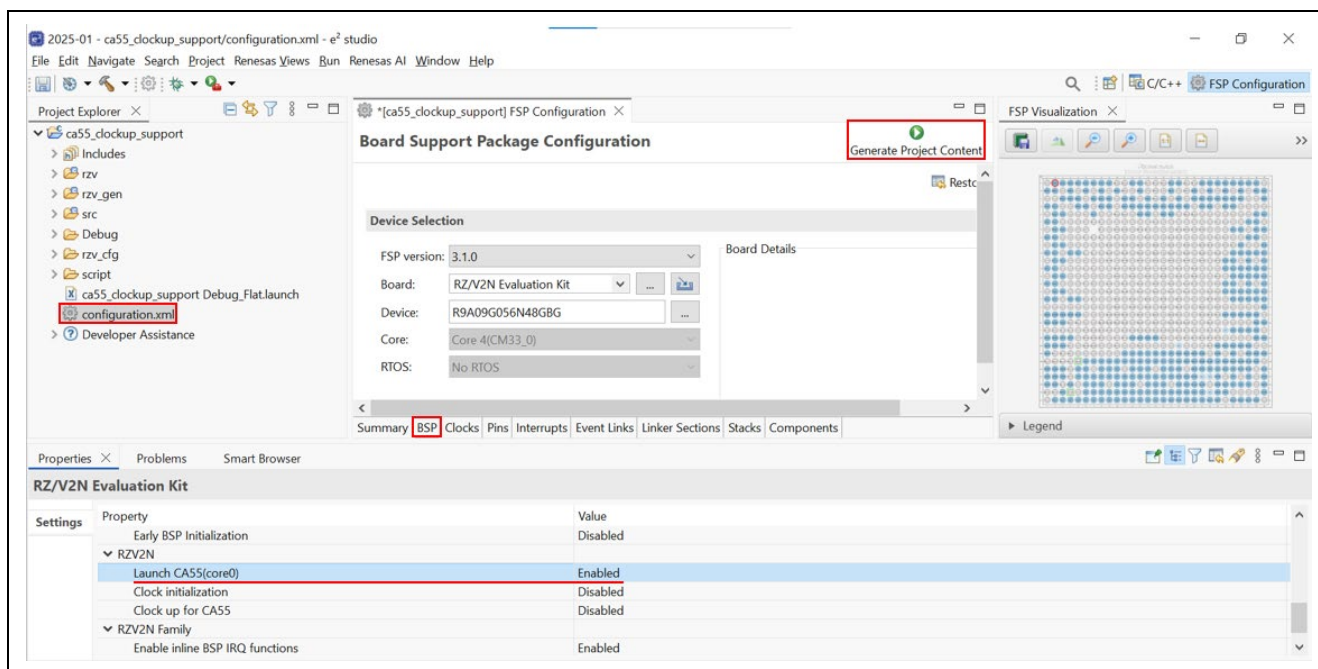 2025-01 - ca55_clockup_support/configuration.xml - e² studio
File Edit Navigate Search Project Renesas Views Run Renesas AI Window Help
C/C++ FSP Configuration
Project Explorer
ca55_clockup_support
Includes
rzv
rzv_gen
src
Debug
rzv_cfg
script
ca55_clockup_support Debug_Flat.launch
configuration.xml
Developer Assistance
*[ca55_clockup_support] FSP Configuration
Board Support Package Configuration
Generate Project Content
Restc
Device Selection
FSP version: 3.1.0
Board: RZ/V2N Evaluation Kit ...
Device: R9A09G056N48GBG ...
Core: Core 4(CM33_0)
RTOS: No RTOS
Board Details
Summary BSP Clocks Pins Interrupts Event Links Linker Sections Stacks Components
FSP Visualization
Legend
Properties Problems Smart Browser
RZ/V2N Evaluation Kit
Settings
Property Value
Early BSP Initialization Disabled
RZV2N
Launch CA55(core0) Enabled
Clock initialization Disabled
Clock up for CA55 Disabled
RZV2N Family
Enable inline BSP IRQ functions Enabled